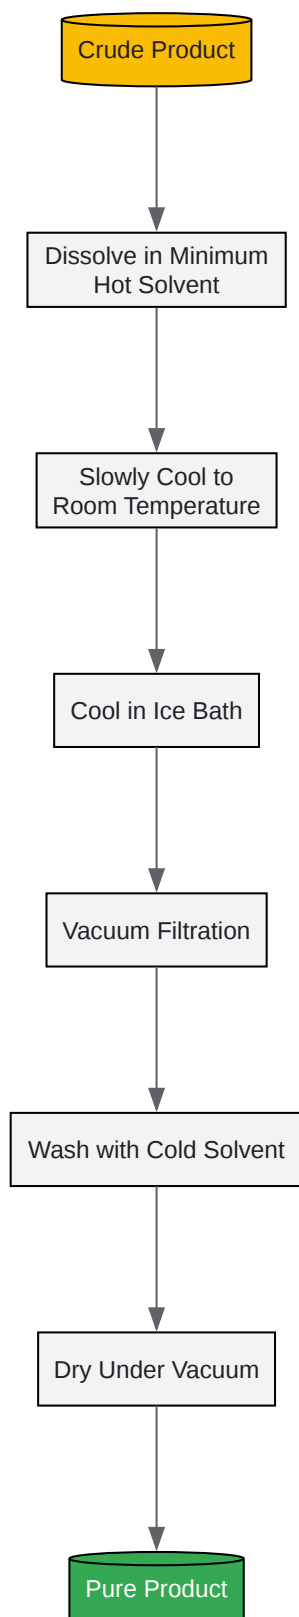 Crude Product
Dissolve in Minimum
Hot Solvent
Slowly Cool to
Room Temperature
Cool in Ice Bath
Vacuum Filtration
Wash with Cold Solvent
Dry Under Vacuum
Pure Product